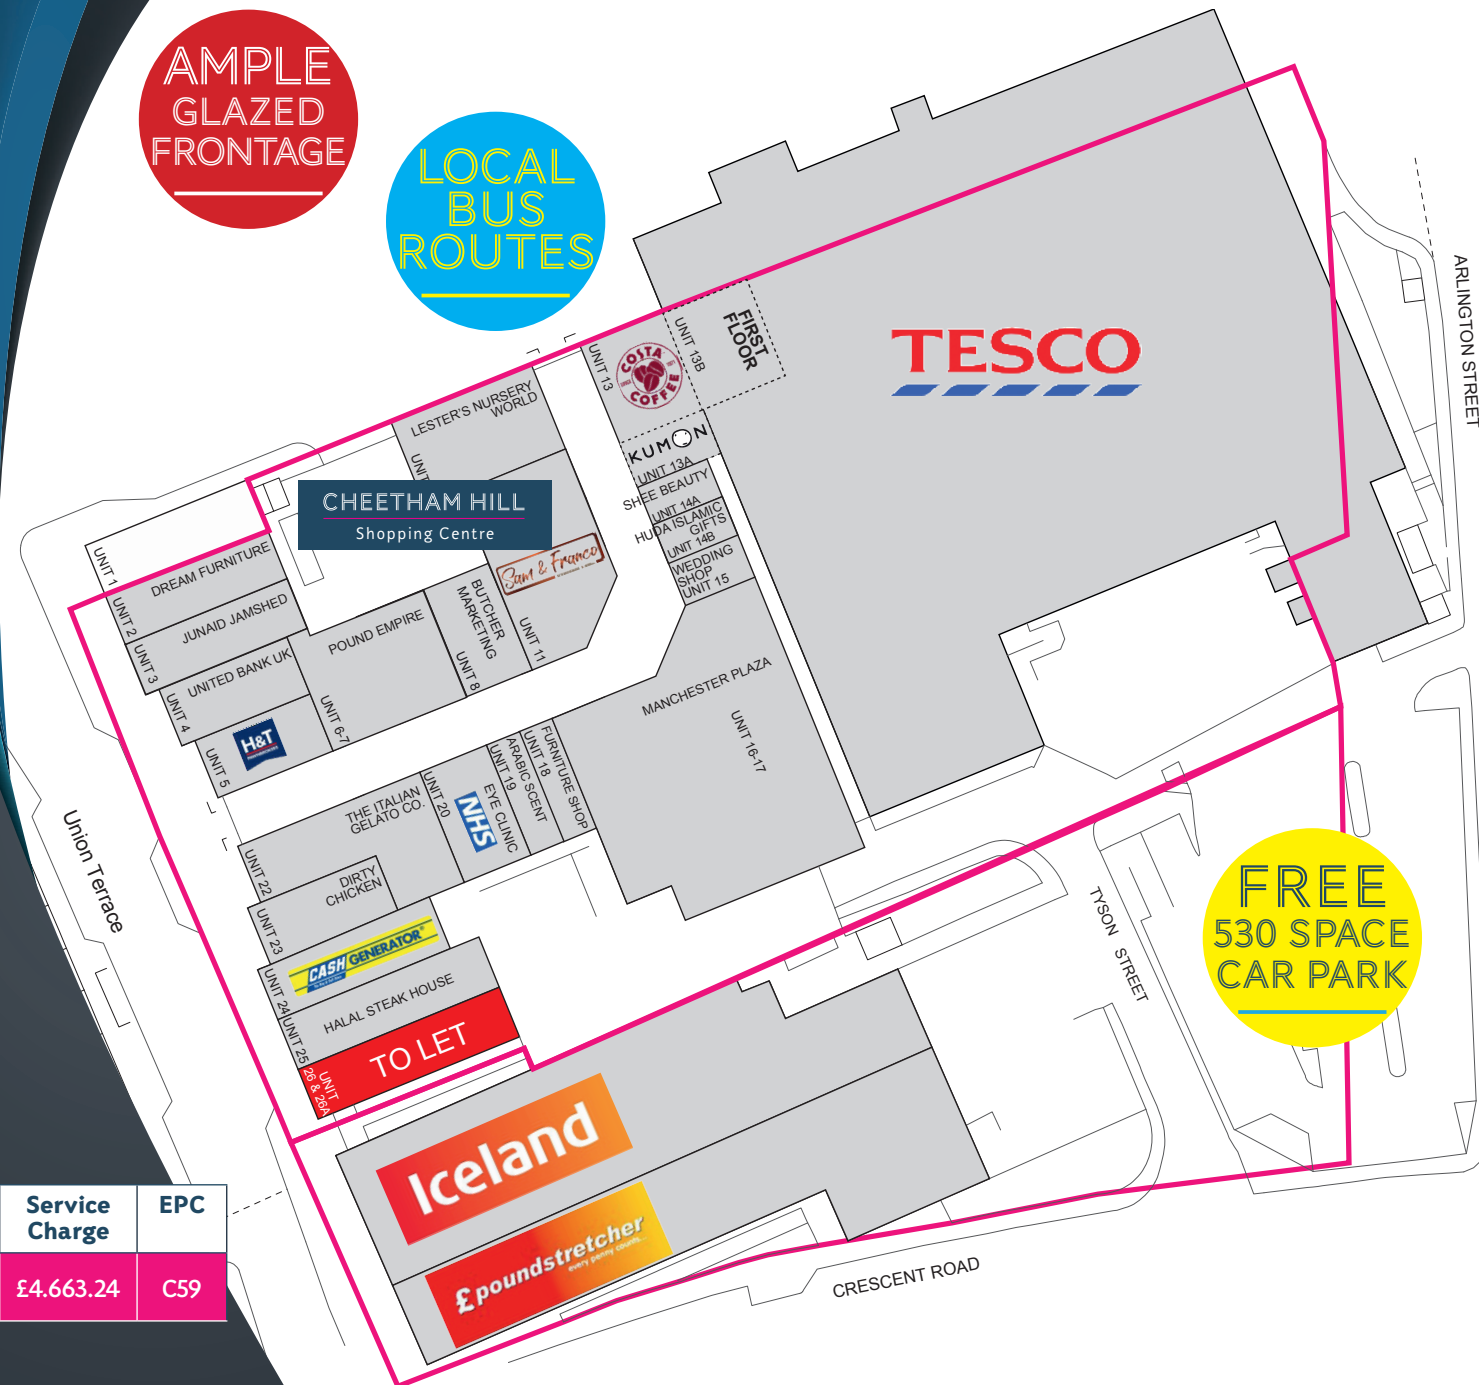 AMPLE
GLAZED
FRONTAGE
LOCAL
BUS
ROUTES
FIRST
FLOOR
UNIT 13B
UNIT 13
COSTA
COFFEE
TESCO
ARLINGTON STREET
LESTER'S NURSERY
WORLD
KUMON
UNIT 13A
SHEE BEAUTY
UNIT 14A
HUDA ISLAMIC
GIFTS
UNIT 14B
WEDDING
SHOP
UNIT 15
CHEETHAM HILL
Shopping Centre
Sam & Franco
UNIT 11
UNIT 1
DREAM FURNITURE
UNIT 2
JUNAID JAMSHED
UNIT 3
UNITED BANK UK
UNIT 4
H&T
UNIT 5
POUND EMPIRE
UNIT 6-7
BUTCHER
MARKETING
UNIT 8
MANCHESTER PLAZA
UNIT 16-17
FURNITURE SHOP
UNIT 18
ARABIC SCENT
UNIT 19
EYE CLINIC
NHS
UNIT 20
THE ITALIAN
GELATO CO.
UNIT 22
DIRTY
CHICKEN
UNIT 23
CASH GENERATOR
UNIT 24
HALAL STEAK HOUSE
UNIT 25
TO LET
UNIT
26 & 26A
Union Terrace
TYSON STREET
FREE
530 SPACE
CAR PARK
Iceland
£ poundstretcher
every penny counts...
CRESCENT ROAD
Service
Charge
EPC
£4.663.24
C59